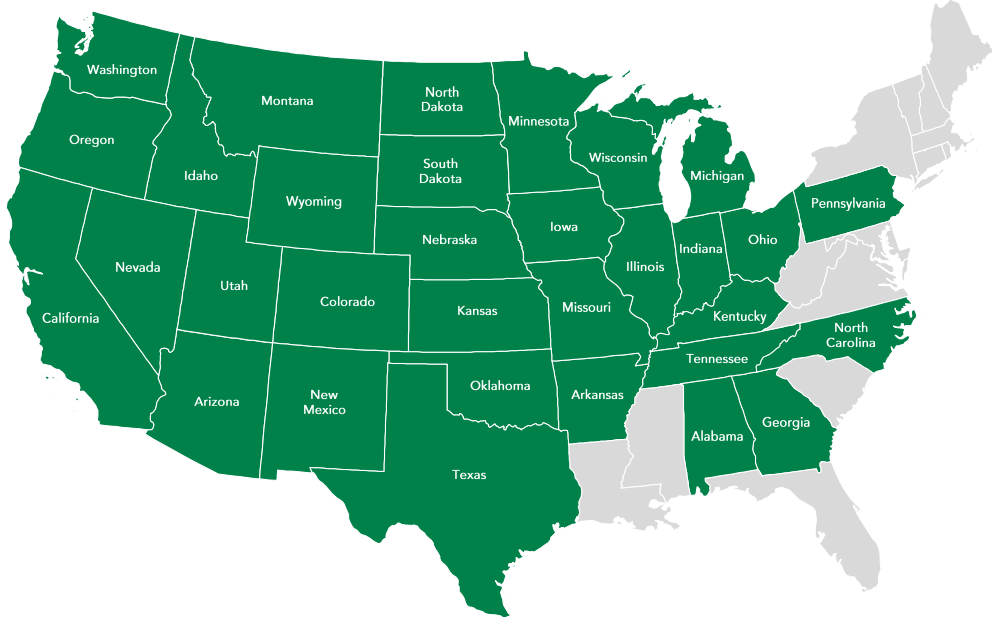 Washington
Oregon
Montana
Idaho
Wyoming
North
Dakota
South
Dakota
Minnesota
Wisconsin
Michigan
Pennsylvania
Nebraska
Iowa
Nevada
Utah
Colorado
California
Kansas
Missouri
Illinois
Indiana
Ohio
Kentucky
North
Carolina
Tennessee
Arizona
New
Mexico
Oklahoma
Arkansas
Texas
Alabama
Georgia